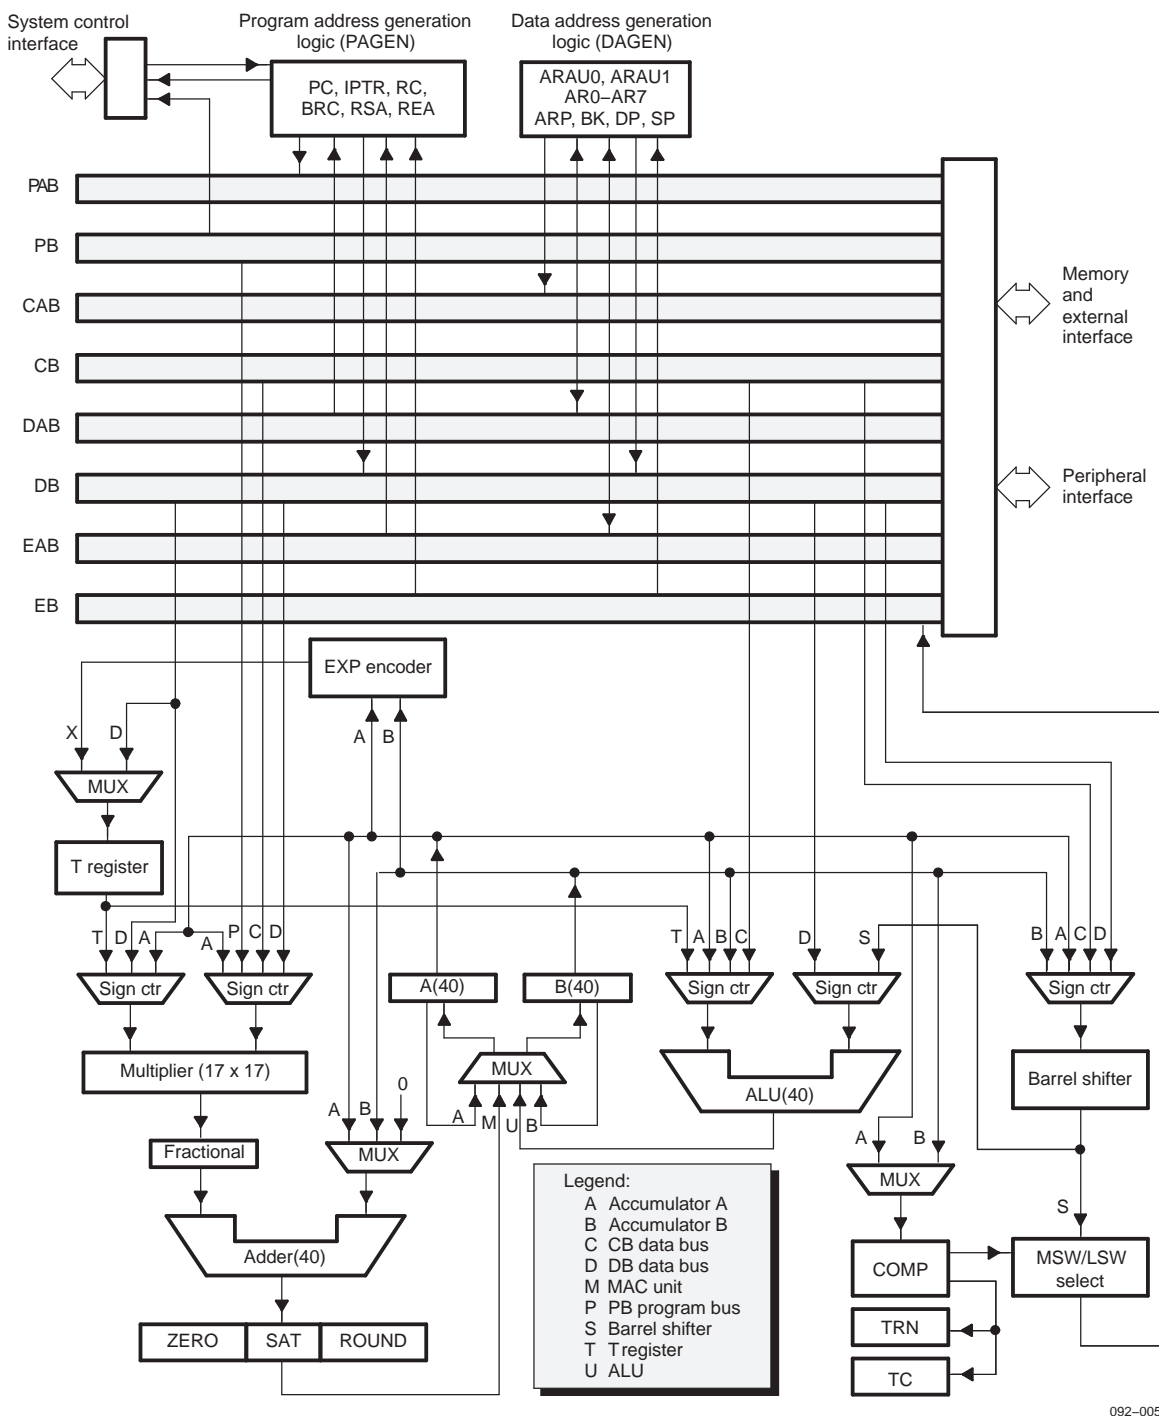 System control
interface
Program address generation
logic (PAGEN)
Data address generation
logic (DAGEN)
PC, IPTR, RC,
BRC, RSA, REA
ARAU0, ARAU1
AR0–AR7
ARP, BK, DP, SP
PAB
PB
CAB
CB
DAB
DB
EAB
EB
Memory
and
external
interface
Peripheral
interface
EXP encoder
A B
X D
MUX
T register
T D A A P C D
T A B C D S
B A C D
Sign ctr
Sign ctr
A(40)
B(40)
Sign ctr
Sign ctr
Sign ctr
Multiplier (17 x 17)
MUX
ALU(40)
Barrel shifter
A B 0
A M U B
Fractional
MUX
A B
MUX
S
Adder(40)
COMP
MSW/LSW
select
ZERO SAT ROUND
TRN
TC
Legend:
A Accumulator A
B Accumulator B
C CB data bus
D DB data bus
M MAC unit
P PB program bus
S Barrel shifter
T T register
U ALU
092–005